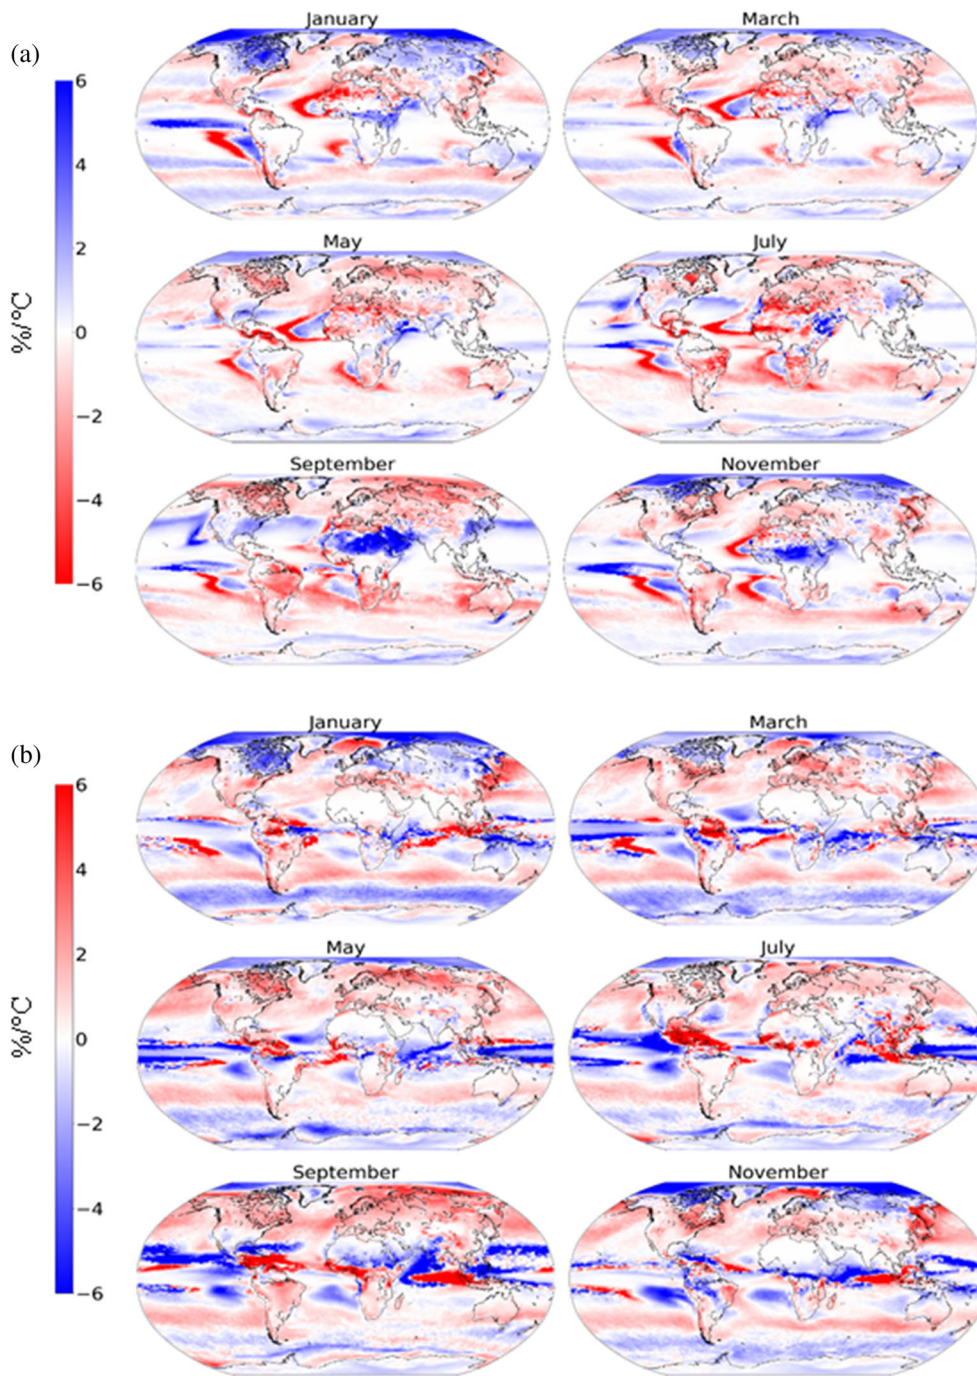 (a)
January
March
6
4
2
0
−2
−4
−6
%/°C
May
July
September
November
(b)
January
March
6
4
2
0
−2
−4
−6
%/°C
May
July
September
November